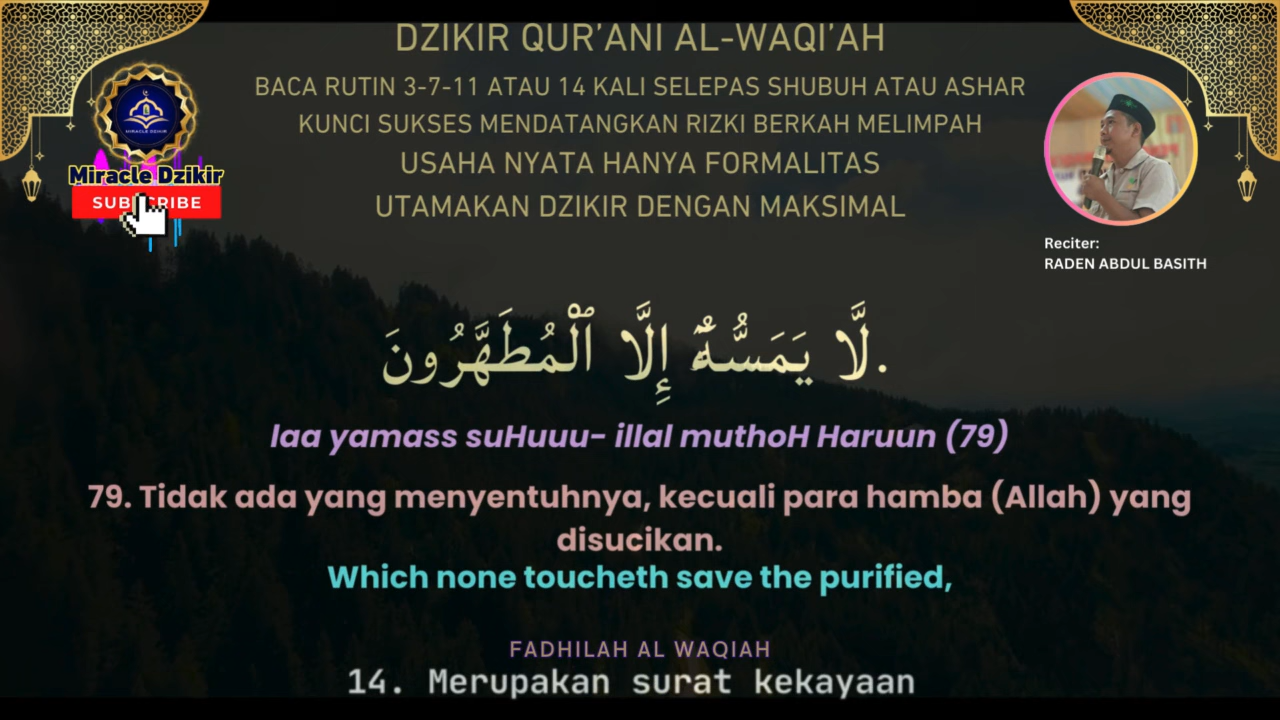 DZIKIR QUR’ANI AL-WAQI’AH
BACA RUTIN 3-7-11 ATAU 14 KALI SELEPAS SHUBUH ATAU ASHAR
KUNCI SUKSES MENDATANGKAN RIZKI BERKAH MELIMPAH
USAHA NYATA HANYA FORMALITAS
UTAMAKAN DZIKIR DENGAN MAKSIMAL
MIRACLE DZIKIR
Miracle Dzikir
SUBSCRIBE
Reciter:
RADEN ABDUL BASITH
لَّا يَمَسُّهُۥٓ إِلَّا ٱلْمُطَهَّرُونَ.
laa yamass suHuuu- illal muthoH Haruun (79)
79. Tidak ada yang menyentuhnya, kecuali para hamba (Allah) yang
disucikan.
Which none toucheth save the purified,
FADHILAH AL WAQIAH
14. Merupakan surat kekayaan